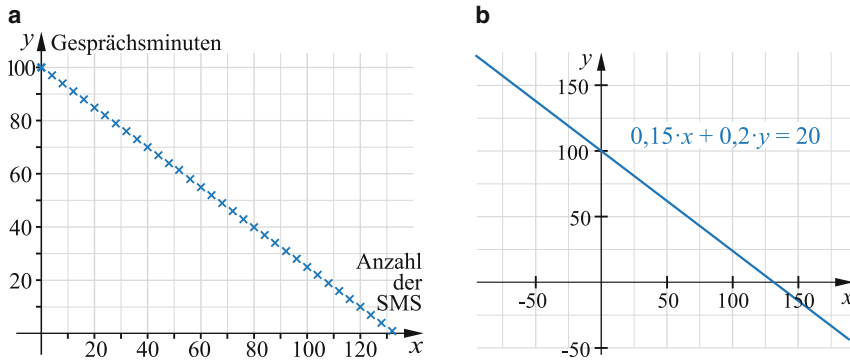 a
y Gesprächsminuten
100
80
60
40
20
Anzahl
der
SMS
20 40 60 80 100 120 x
b
y
150
0,15·x + 0,2·y = 20
100
50
-50 50 100 150 x
-50